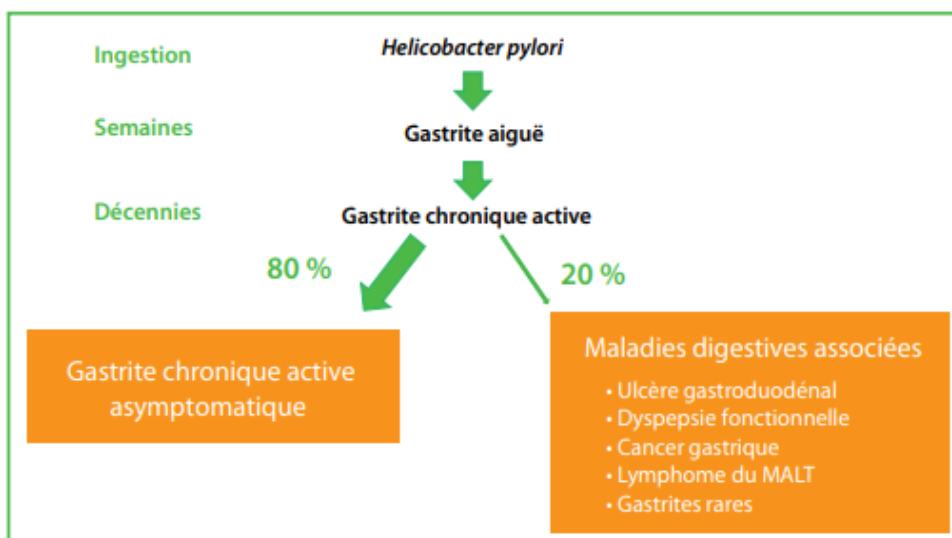 Ingestion
Helicobacter pylori
Semaines
Gastrite aiguë
Décennies
Gastrite chronique active
80 %
20 %
Gastrite chronique active
asymptomatique
Maladies digestives associées
• Ulcère gastroduodénal
• Dyspepsie fonctionnelle
• Cancer gastrique
• Lymphome du MALT
• Gastrites rares